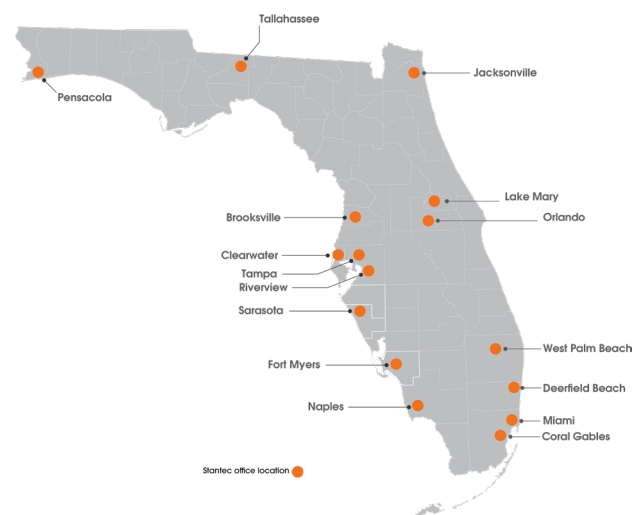 Tallahassee
Jacksonville
Pensacola
Lake Mary
Brooksville
Orlando
Clearwater
Tampa
Riverview
Sarasota
West Palm Beach
Fort Myers
Deerfield Beach
Naples
Miami
Coral Gables
Stantec office location